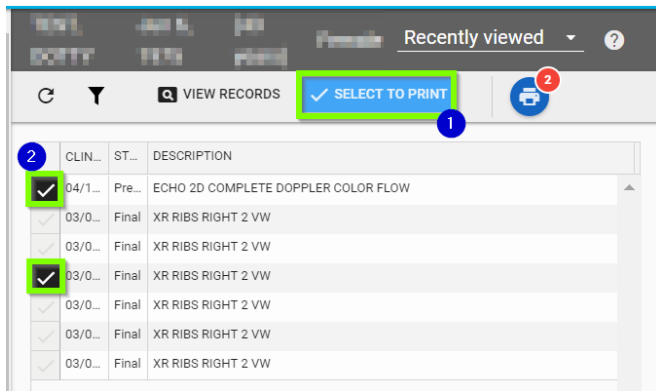 Recently viewed ?
VIEW RECORDS SELECT TO PRINT 2
1
2 CLIN... ST... DESCRIPTION
04/1... Pre... ECHO 2D COMPLETE DOPPLER COLOR FLOW
03/0... Final XR RIBS RIGHT 2 VW
03/0... Final XR RIBS RIGHT 2 VW
03/0... Final XR RIBS RIGHT 2 VW
03/0... Final XR RIBS RIGHT 2 VW
03/0... Final XR RIBS RIGHT 2 VW
03/0... Final XR RIBS RIGHT 2 VW